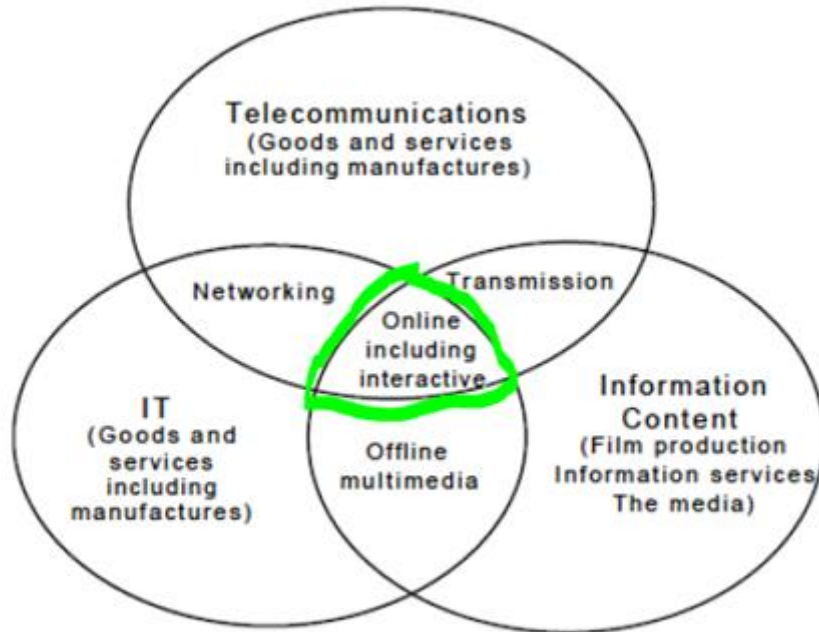 Telecommunications
(Goods and services
including manufactures)
Networking
Transmission
Online
including
interactive
IT
(Goods and
services
including
manufactures)
Offline
multimedia
Information
Content
(Film production
Information services
The media)